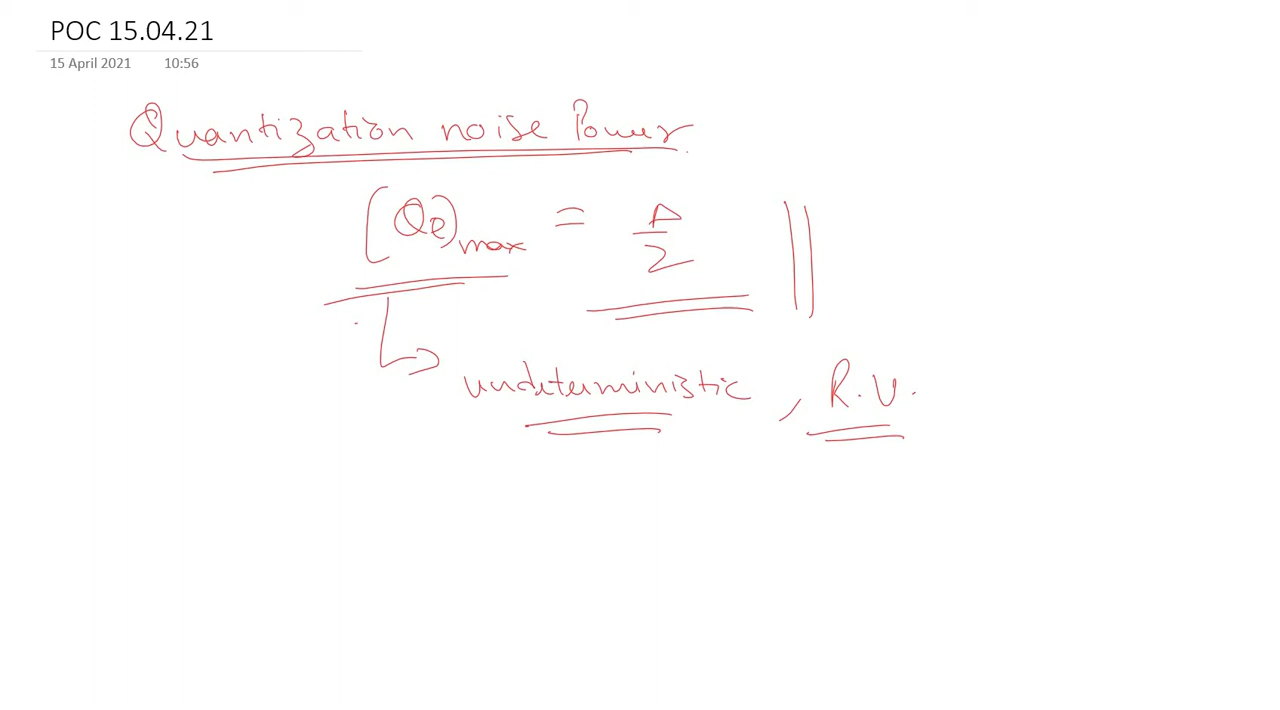 POC 15.04.21
15 April 2021 10:56
Quantization noise Power
[Qe]max = Δ/2
undeterministic, R.V.